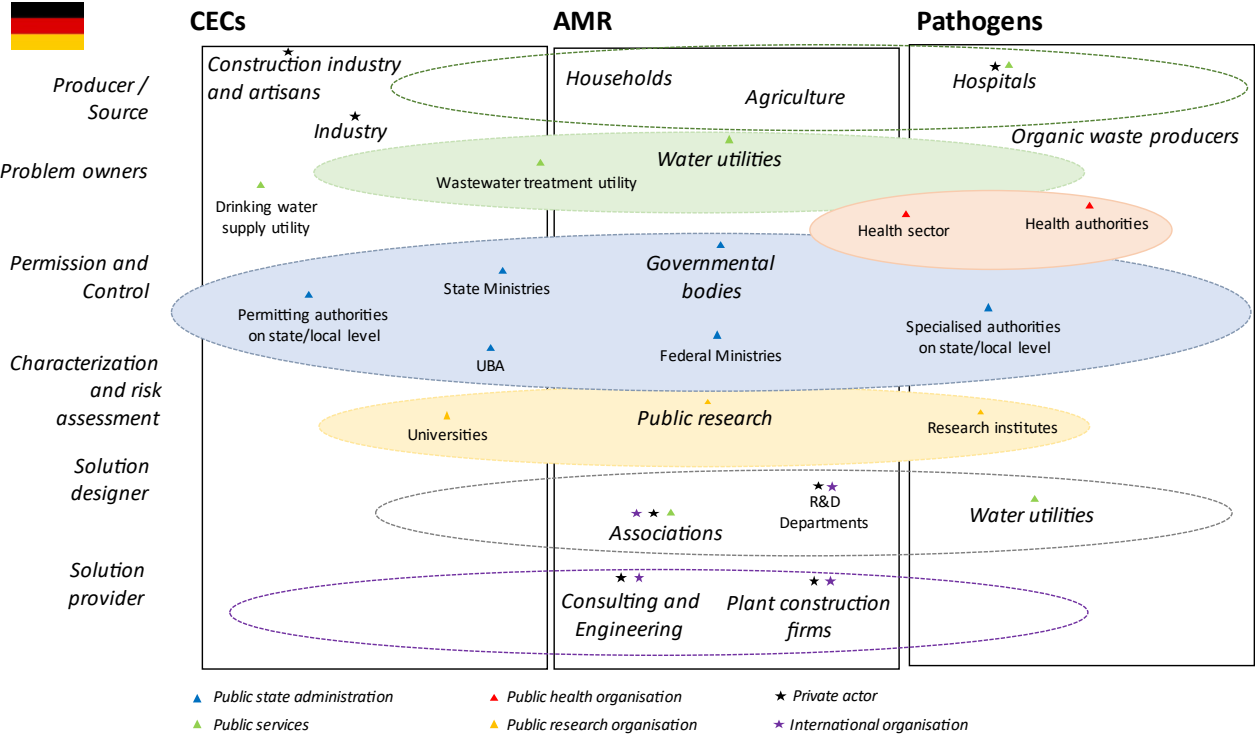 CECs
AMR
Pathogens
Producer /
Source
Construction industry
and artisans
Industry
Households
Agriculture
Hospitals
Organic waste producers
Problem owners
Water utilities
Wastewater treatment utility
Drinking water
supply utility
Health sector
Health authorities
Permission and
Control
Governmental
bodies
State Ministries
Permitting authorities
on state/local level
Specialised authorities
on state/local level
UBA
Federal Ministries
Characterization
and risk
assessment
Public research
Universities
Research institutes
Solution
designer
R&D
Departments
Associations
Water utilities
Solution
provider
Consulting and
Engineering
Plant construction
firms
Public state administration
Public health organisation
Private actor
Public services
Public research organisation
International organisation